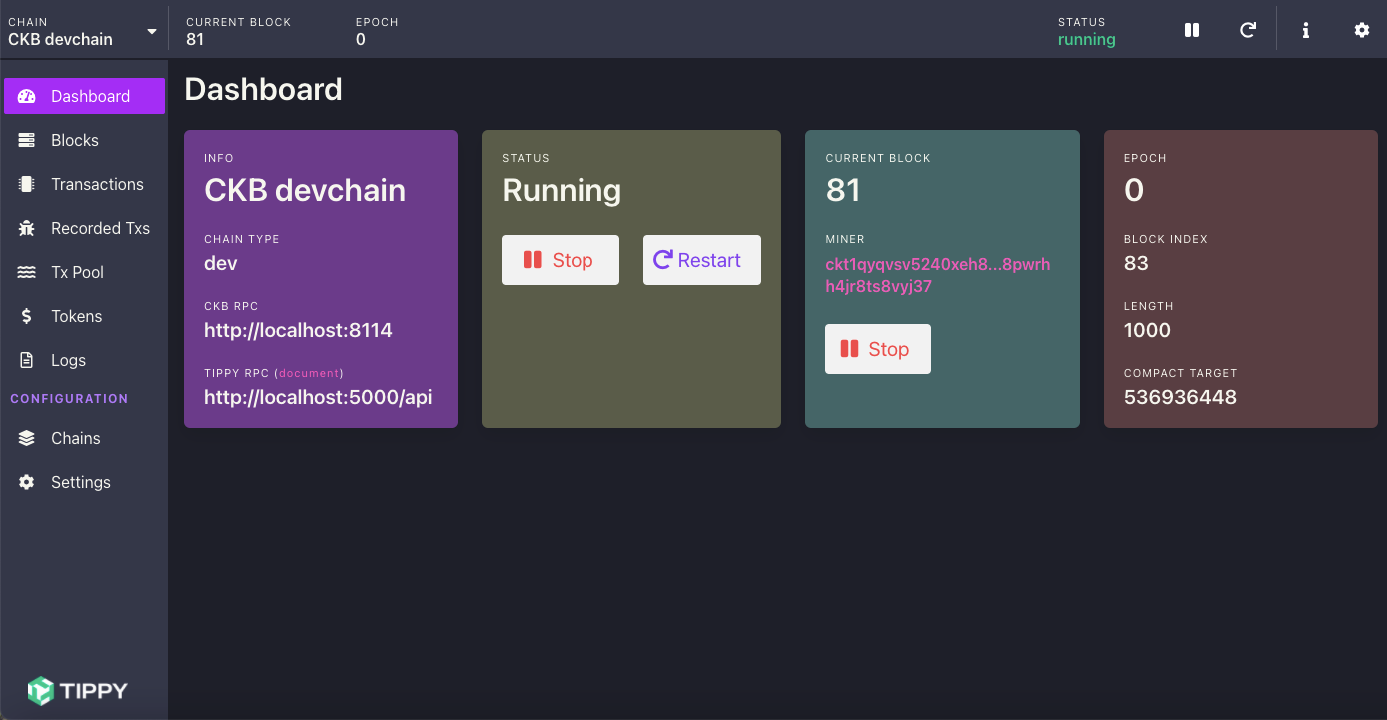 CHAIN
CKB devchain
CURRENT BLOCK
81
EPOCH
0
STATUS
running
Dashboard
Blocks
Transactions
Recorded Txs
Tx Pool
Tokens
Logs
CONFIGURATION
Chains
Settings
TIPPY
Dashboard
INFO
CKB devchain
CHAIN TYPE
dev
CKB RPC
http://localhost:8114
TIPPY RPC (document)
http://localhost:5000/api
STATUS
Running
Stop
Restart
CURRENT BLOCK
81
MINER
ckt1qyqvsv5240xeh8...8pwrh
h4jr8ts8vyj37
Stop
EPOCH
0
BLOCK INDEX
83
LENGTH
1000
COMPACT TARGET
536936448